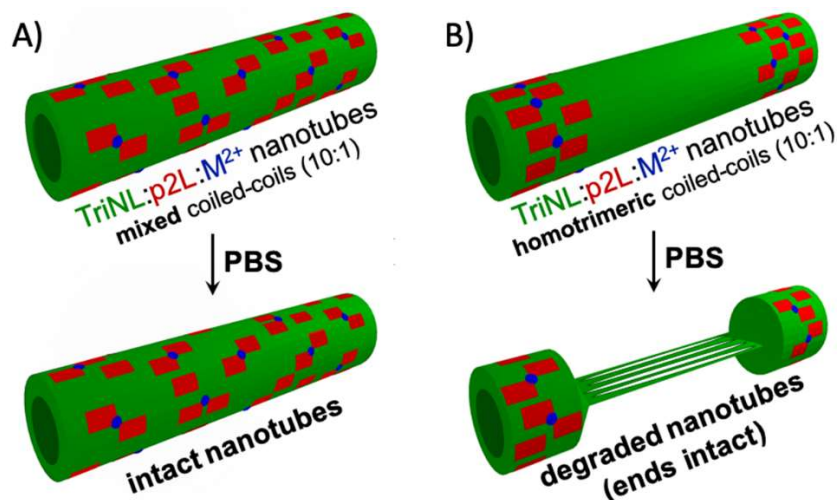 A)
TriNL:p2L:M²⁺ nanotubes
mixed coiled-coils (10:1)
PBS
intact nanotubes
B)
TriNL:p2L:M²⁺ nanotubes
homotrimeric coiled-coils (10:1)
PBS
degraded nanotubes
(ends intact)